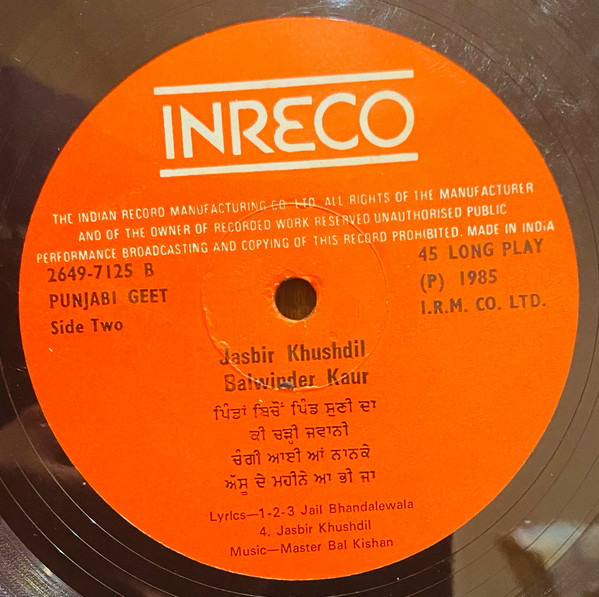 INRECO
THE INDIAN RECORD MANUFACTURING CO. LTD. ALL RIGHTS OF THE MANUFACTURER
AND OF THE OWNER OF RECORDED WORK RESERVED UNAUTHORISED PUBLIC
PERFORMANCE BROADCASTING AND COPYING OF THIS RECORD PROHIBITED. MADE IN INDIA
2649-7125 B
PUNJABI GEET
Side Two
45 LONG PLAY
(P) 1985
I.R.M. CO. LTD.
Jasbir Khushdil
Balwinder Kaur
ਪਿੰਡਾਂ ਬਿਚੋਂ ਪਿੰਡ ਸੁਣੀ ਦਾ
ਕੀ ਚੜ੍ਹੀ ਜਵਾਨੀ
ਚੰਗੀ ਆਈ ਆਂ ਨਾਨਕੇ
ਅੱਸੂ ਦੇ ਮਹੀਨੇ ਆ ਭੀ ਜਾ
Lyrics—1-2-3 Jail Bhandalewala
4. Jasbir Khushdil
Music—Master Bal Kishan